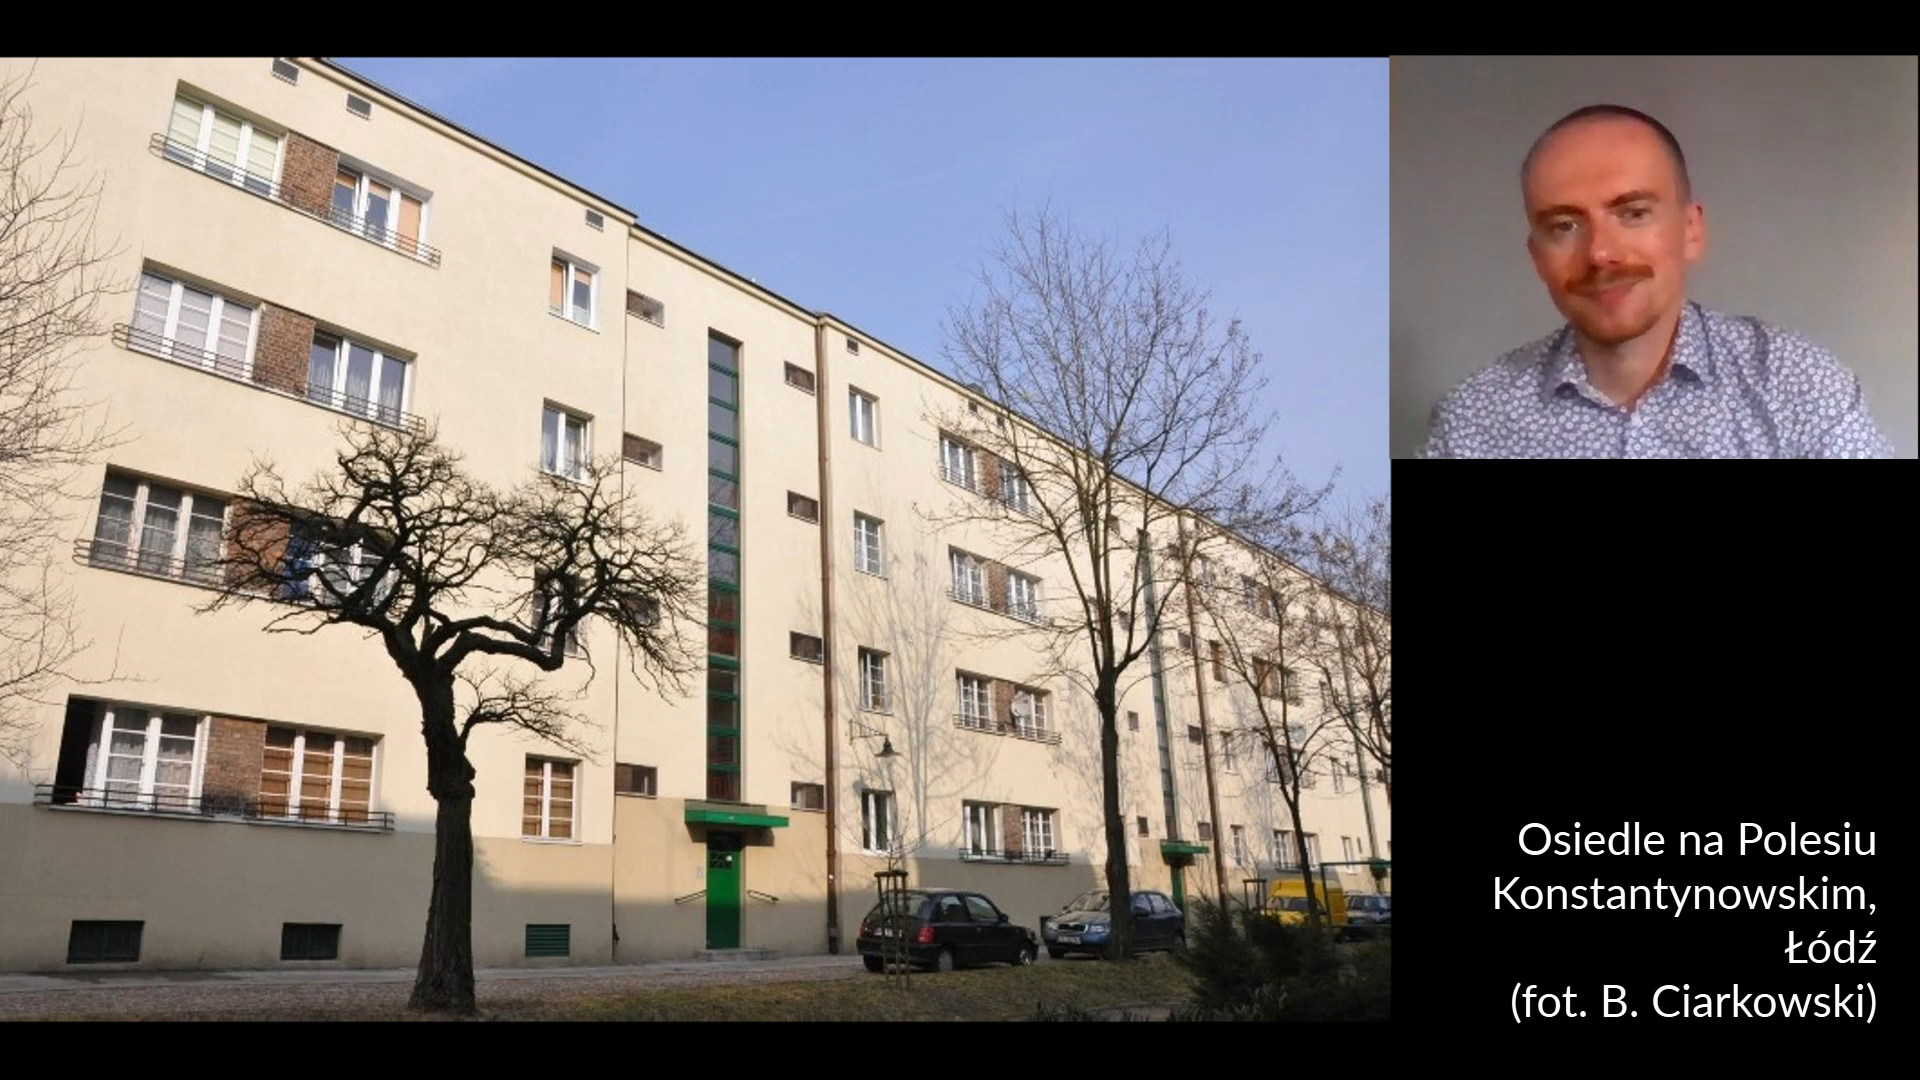 Osiedle na Polesiu
Konstantynowskim,
Łódź
(fot. B. Ciarkowski)